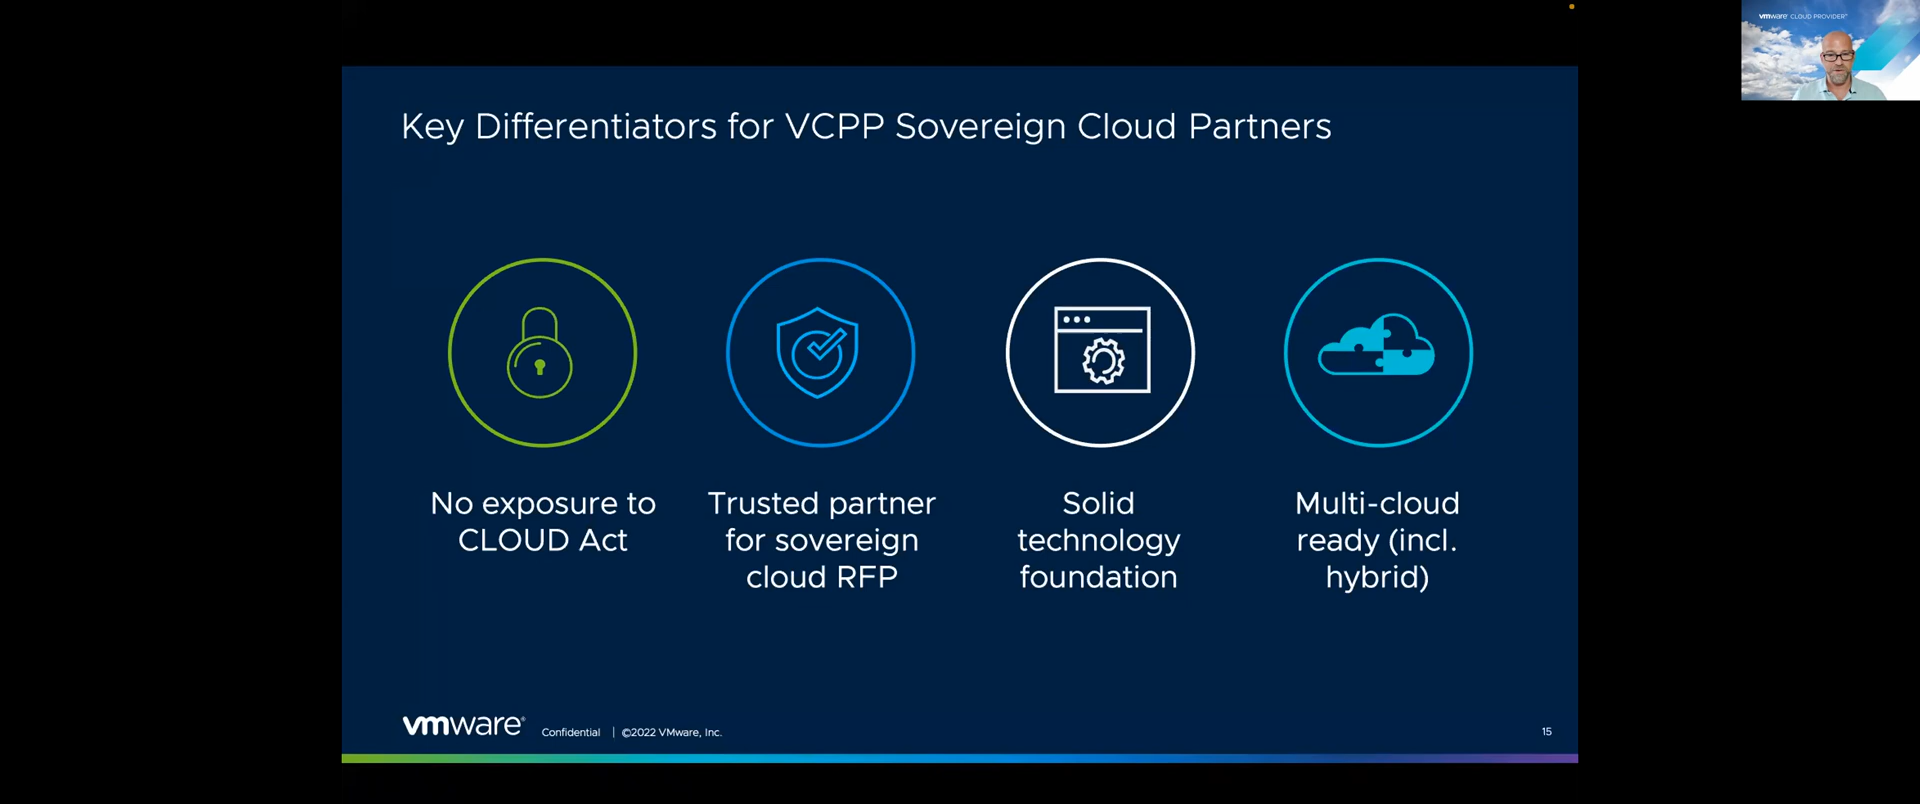 vmware CLOUD PROVIDER
Key Differentiators for VCPP Sovereign Cloud Partners
No exposure to
CLOUD Act
Trusted partner
for sovereign
cloud RFP
Solid
technology
foundation
Multi-cloud
ready (incl.
hybrid)
vmware® Confidential | ©2022 VMware, Inc.
15